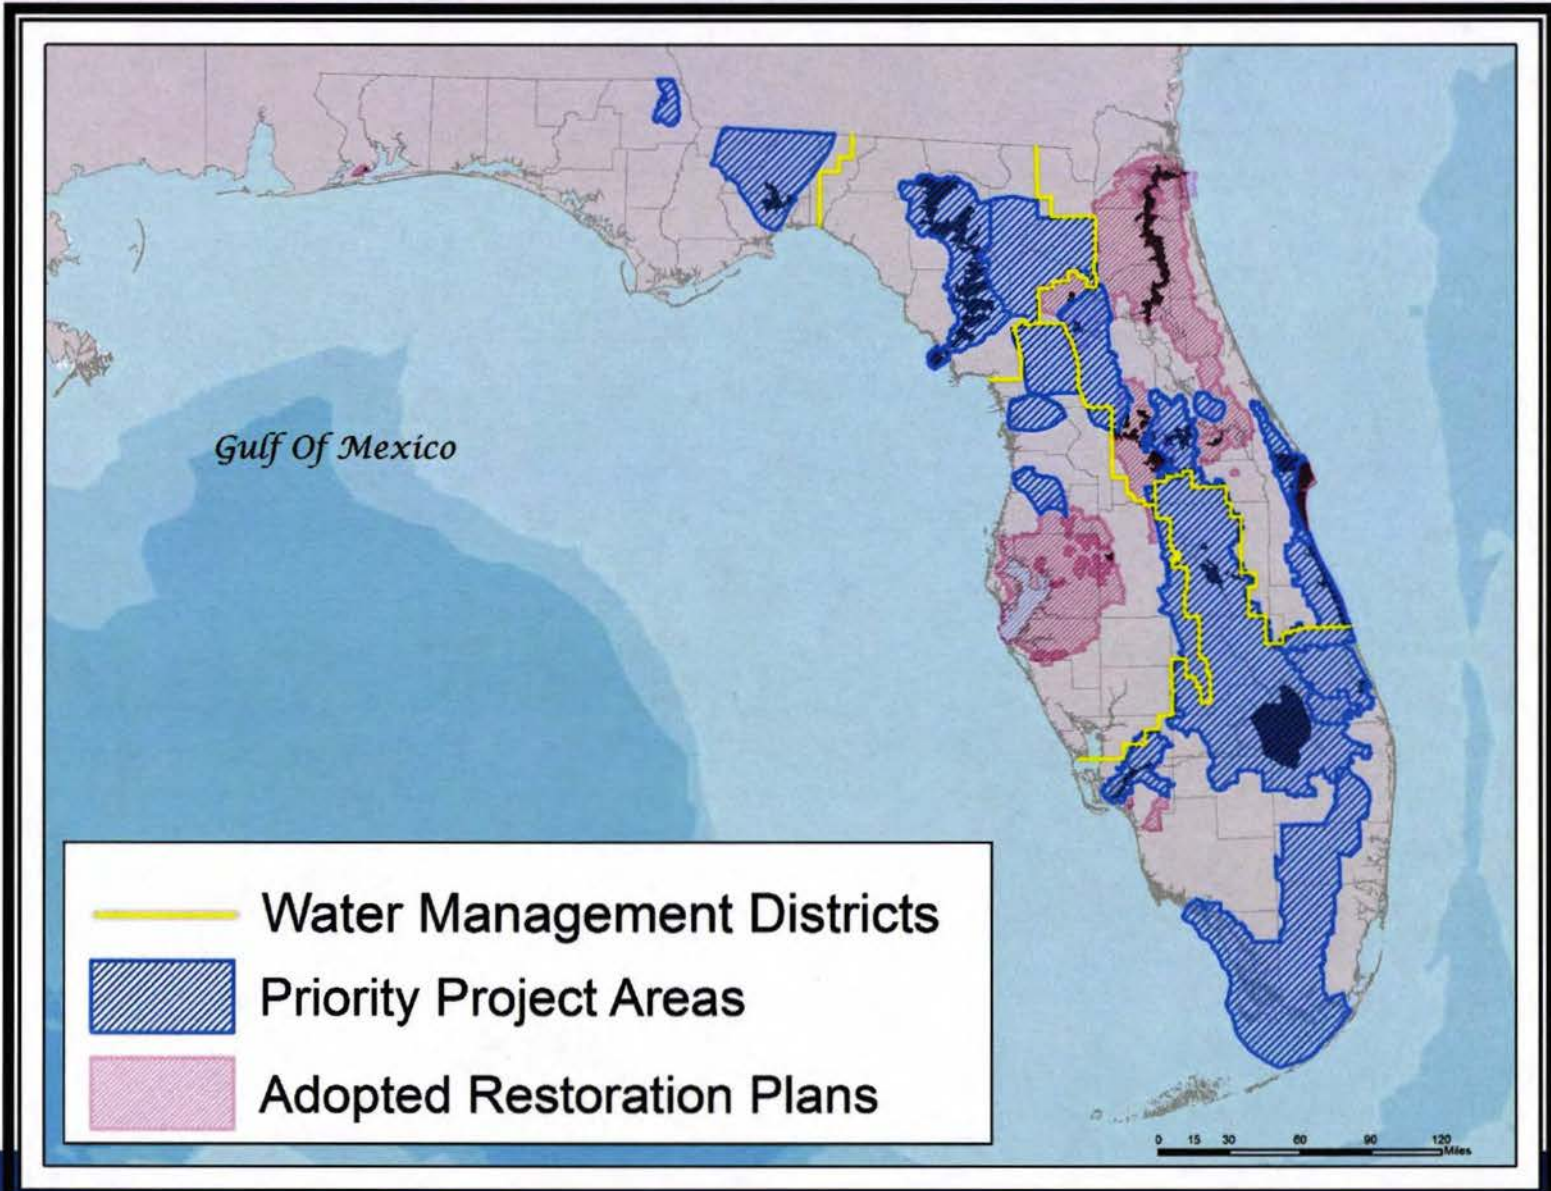 Gulf Of Mexico
Water Management Districts
Priority Project Areas
Adopted Restoration Plans
0 15 30 60 90 120
Miles